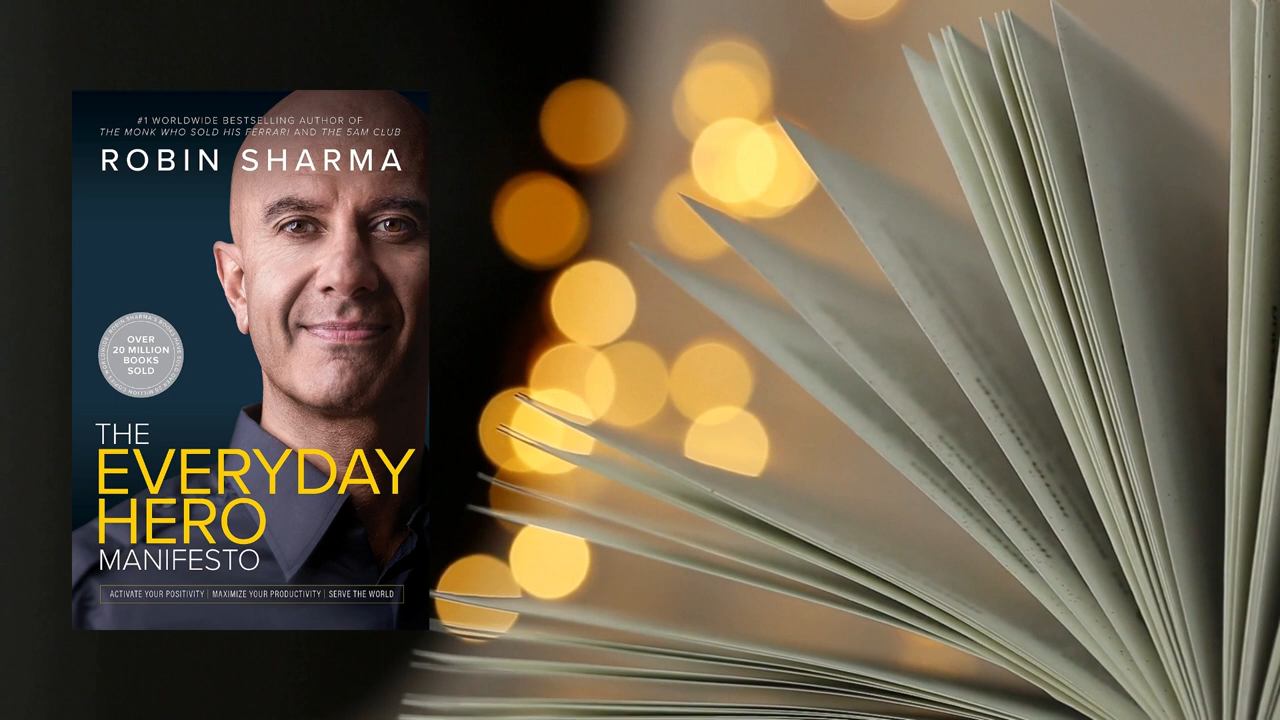 #1 WORLDWIDE BESTSELLING AUTHOR OF
THE MONK WHO SOLD HIS FERRARI AND THE 5AM CLUB
ROBIN SHARMA
OVER
20 MILLION
BOOKS
SOLD
THE
EVERYDAY
HERO
MANIFESTO
ACTIVATE YOUR POSITIVITY | MAXIMIZE YOUR PRODUCTIVITY | SERVE THE WORLD